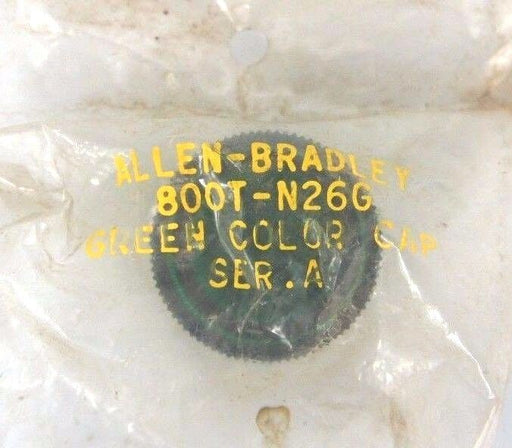 ALLEN-BRADLEY
800T-N26G
GREEN COLOR CAP
SER.A